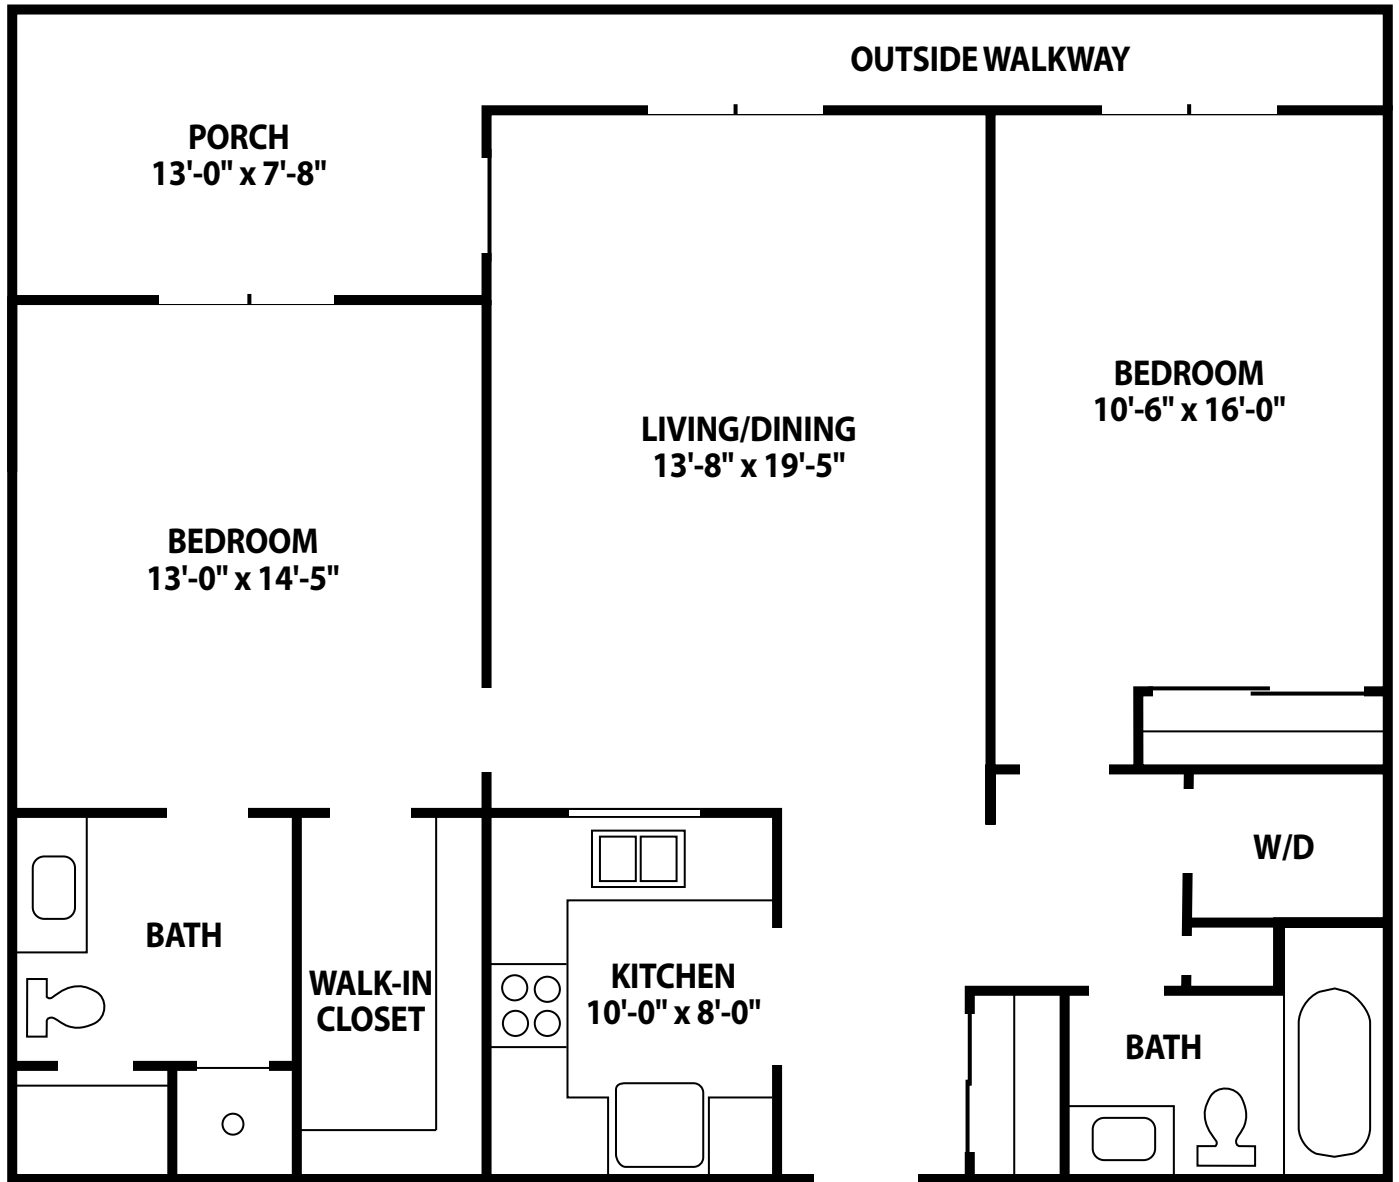 OUTSIDE WALKWAY
PORCH
13'-0" x 7'-8"
BEDROOM
10'-6" x 16'-0"
LIVING/DINING
13'-8" x 19'-5"
BEDROOM
13'-0" x 14'-5"
W/D
BATH
WALK-IN
CLOSET
KITCHEN
10'-0" x 8'-0"
BATH